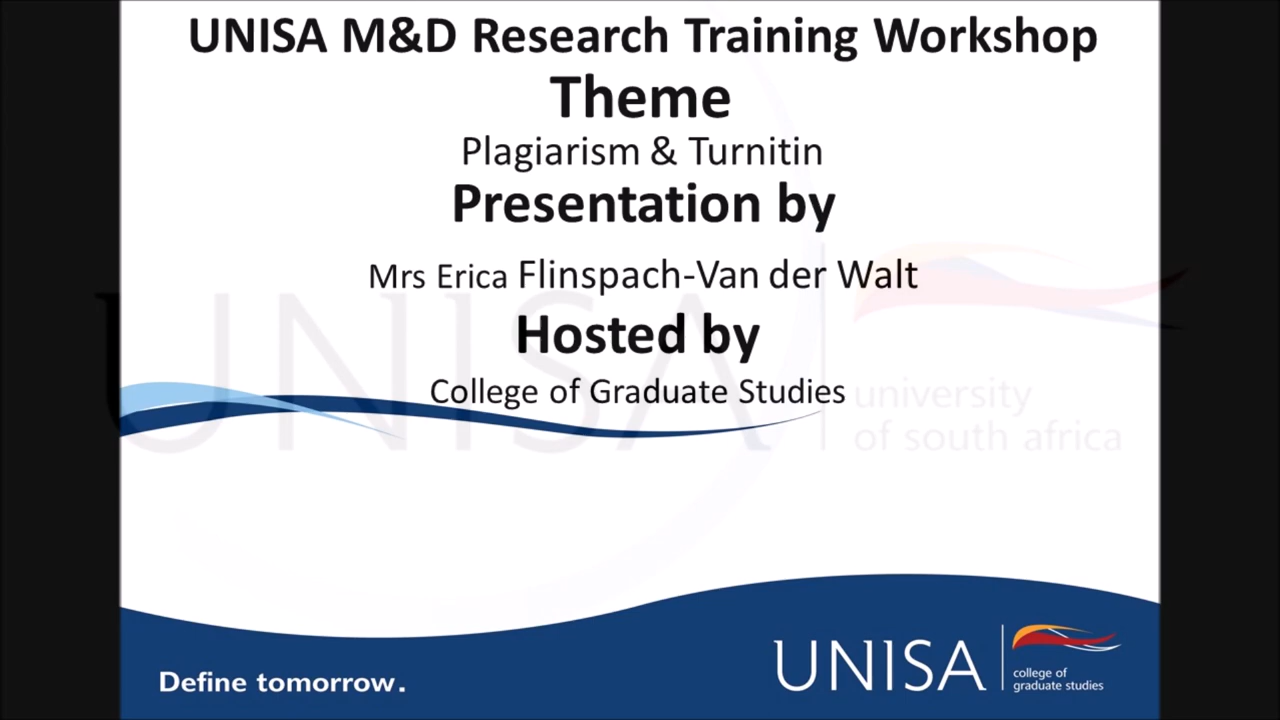 UNISA M&D Research Training Workshop
Theme
Plagiarism & Turnitin
Presentation by
Mrs Erica Flinspach-Van der Walt
Hosted by
College of Graduate Studies
UNISA
university
of south africa
Define tomorrow.
UNISA
college of
graduate studies